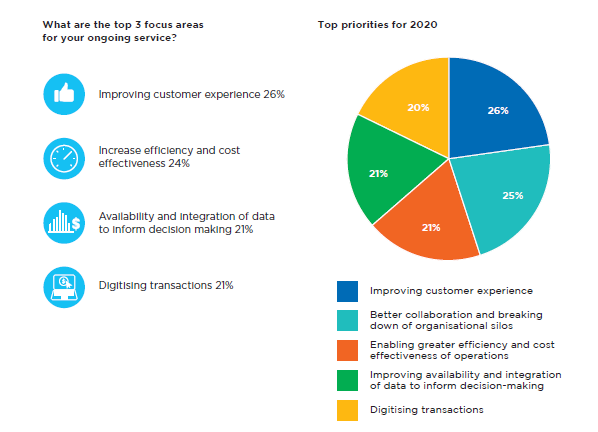 What are the top 3 focus areas
for your ongoing service?
Improving customer experience 26%
Increase efficiency and cost
effectiveness 24%
Availability and integration of data
to inform decision making 21%
Digitising transactions 21%
Top priorities for 2020
26%
25%
21%
21%
20%
Improving customer experience
Better collaboration and breaking
down of organisational silos
Enabling greater efficiency and cost
effectiveness of operations
Improving availability and integration
of data to inform decision-making
Digitising transactions